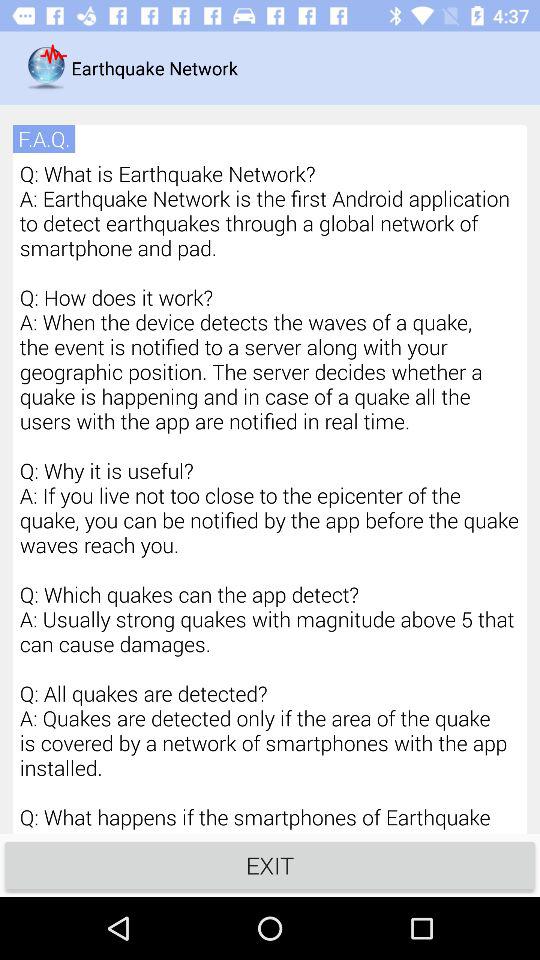 4:37
Earthquake Network
F.A.Q.
Q: What is Earthquake Network?
A: Earthquake Network is the first Android application
to detect earthquakes through a global network of
smartphone and pad.
Q: How does it work?
A: When the device detects the waves of a quake,
the event is notified to a server along with your
geographic position. The server decides whether a
quake is happening and in case of a quake all the
users with the app are notified in real time.
Q: Why it is useful?
A: If you live not too close to the epicenter of the
quake, you can be notified by the app before the quake
waves reach you.
Q: Which quakes can the app detect?
A: Usually strong quakes with magnitude above 5 that
can cause damages.
Q: All quakes are detected?
A: Quakes are detected only if the area of the quake
is covered by a network of smartphones with the app
installed.
Q: What happens if the smartphones of Earthquake
EXIT